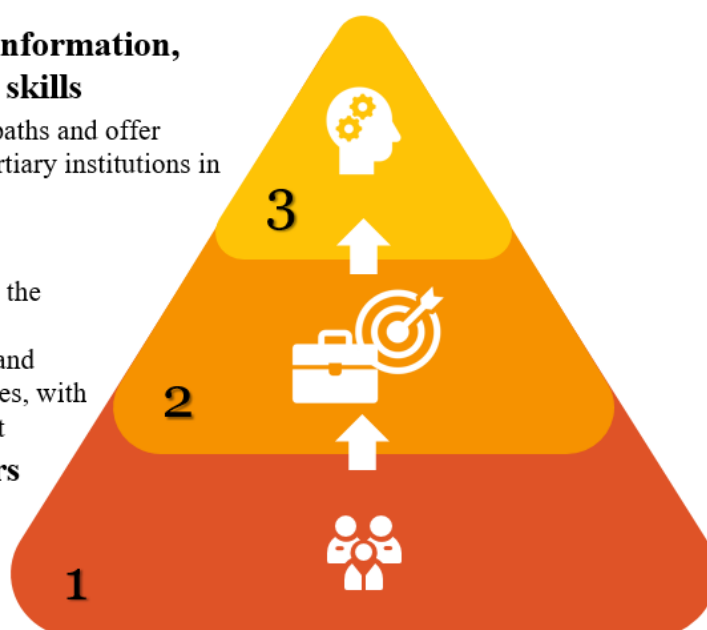 nformation,
skills
paths and offer
rtiary institutions in
3
the
and
2
es, with
t
rs
1